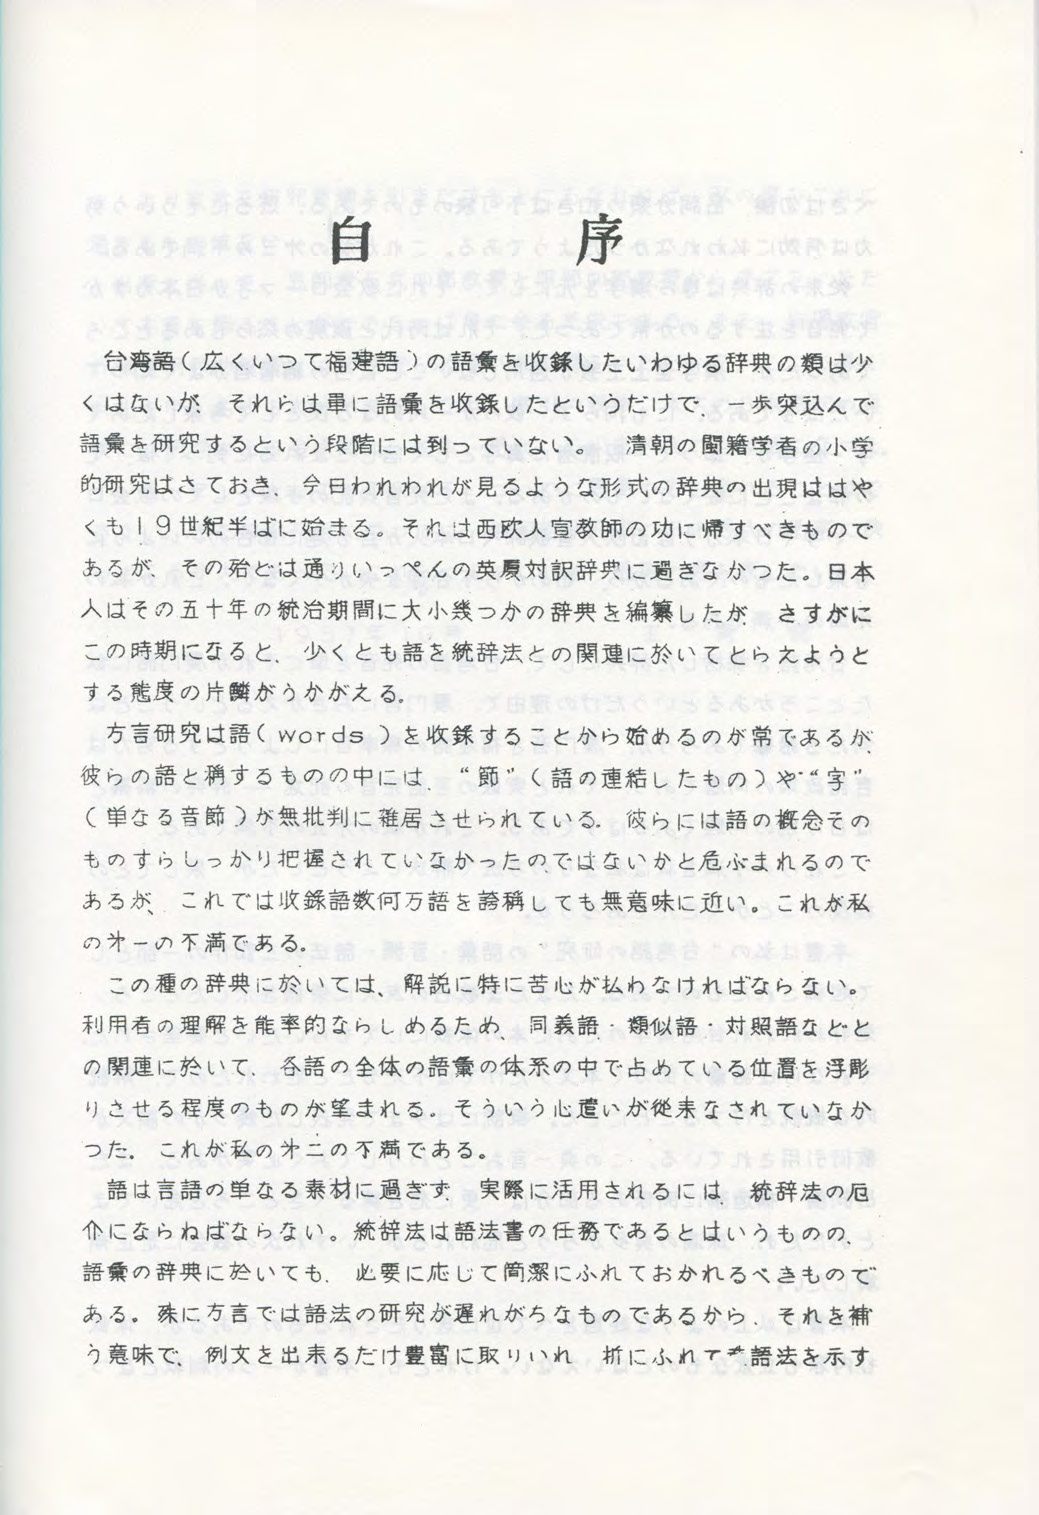 自 序
台湾語(広くいつて福建語)の語彙を収録したいわゆる辞典の類は少
くはないが、それらは単に語彙を収録したというだけで、一歩突込んで
語彙を研究するという段階には到っていない。 清朝の閩籍学者の小学
的研究はさておき、今日われわれが見るような形式の辞典の出現ははや
くも19世紀半ばに始まる。それは西欧人宣教師の功に帰すべきもので
あるが、その殆どは通りいっぺんの英厦対訳辞典に過ぎなかつた。日本
人はその五十年の統治期間に大小幾つかの辞典を編纂したが、さすがに
この時期になると、少くとも語を統辞法との関連に於いてとらえようと
する態度の片鱗がうかがえる。
方言研究は語(words)を収録することから始めるのが常であるが、
彼らの語と稱するものの中には、“節”(語の連結したもの)や“字”
(単なる音節)が無批判に雑居させられている。彼らには語の概念その
ものすらしっかり把握されていなかったのではないかと危ぶまれるので
あるが、これでは収録語数何万語を誇稱しても無意味に近い。これが私
の才一の不満である。
この種の辞典に於いては、解説に特に苦心が払わなければならない。
利用者の理解を能率的ならしめるため、同義語・類似語・対照語などと
の関連に於いて、各語の全体の語彙の体系の中で占めている位置を浮彫
りさせる程度のものが望まれる。そういう心遣いが従来なされていなか
つた。これが私の才二の不満である。
語は言語の単なる素材に過ぎず、実際に活用されるには、統辞法の厄
介にならねばならない。統辞法は語法書の任務であるとはいうものの、
語彙の辞典に於いても、必要に応じて簡潔にふれておかれるべきもので
ある。殊に方言では語法の研究が遅れがちなものであるから、それを補
う意味で、例文を出来るだけ豊富に取りいれ、折にふれて語法を示す